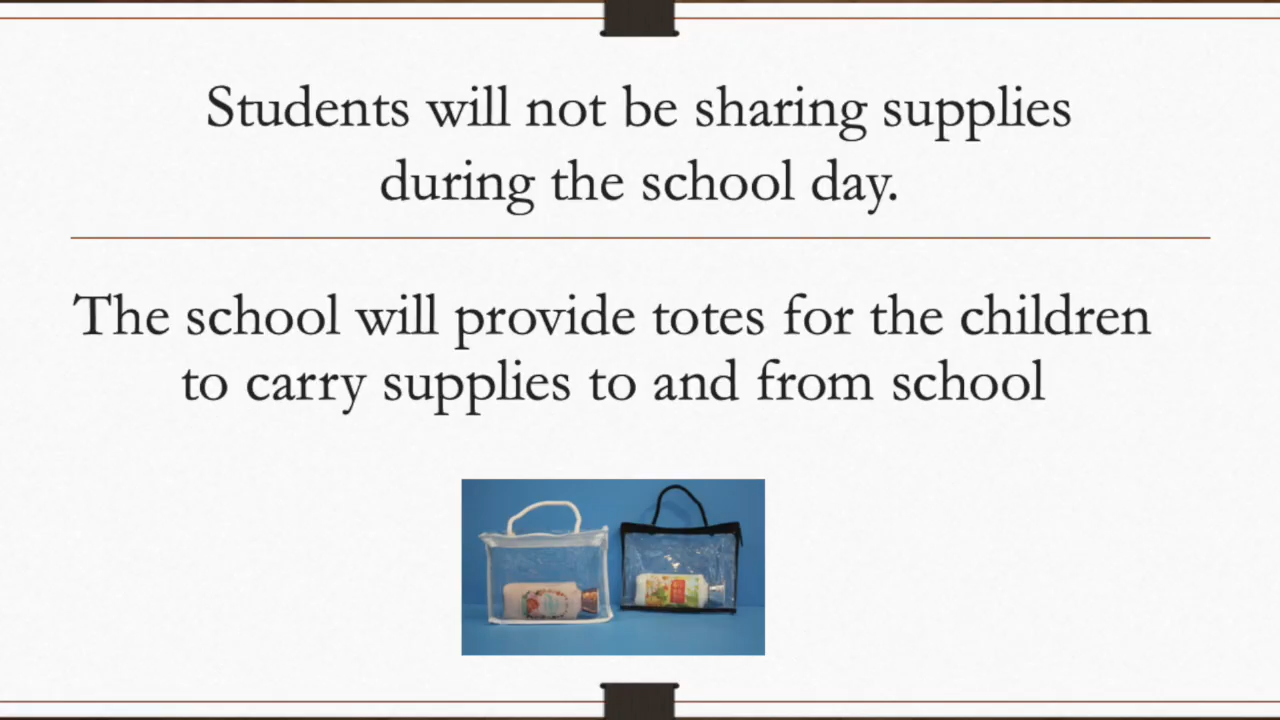 Students will not be sharing supplies
during the school day.
The school will provide totes for the children
to carry supplies to and from school